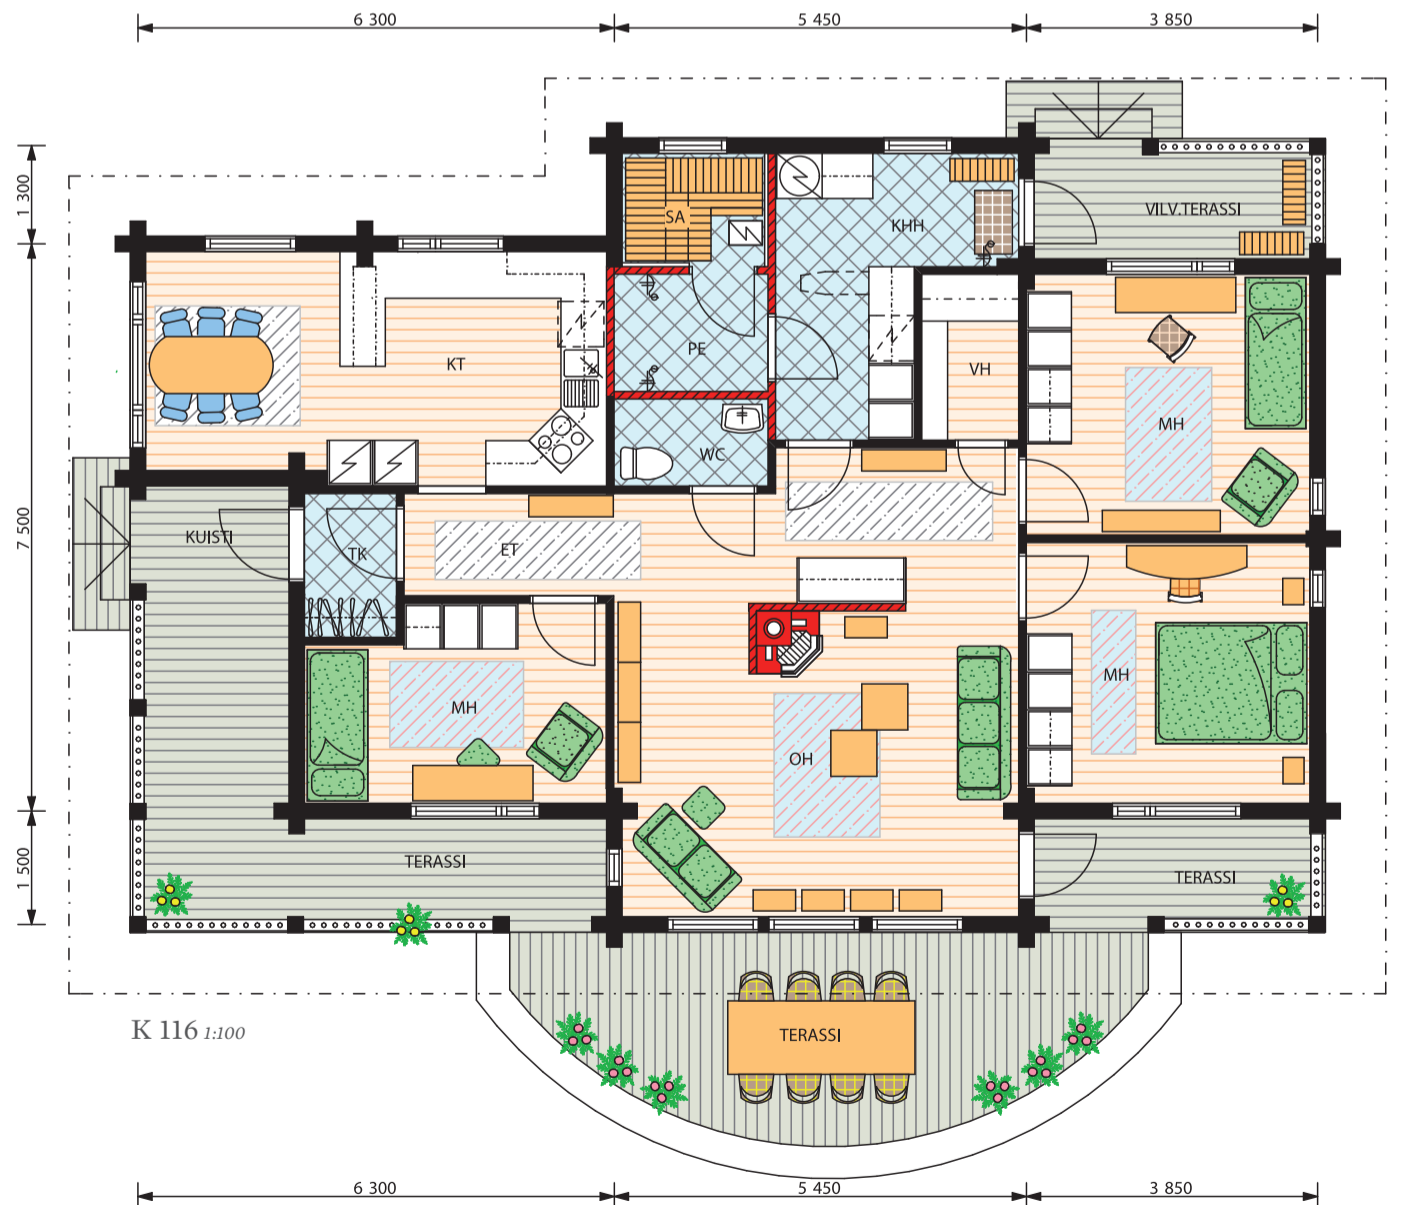 6 300 5 450 3 850
1 300
SA
KHH
VILV.TERASSI
KT
PE
VH
MH
WC
7 500
KUISTI
TK
ET
MH
MH
OH
1 500
TERASSI
TERASSI
K 116 1:100
TERASSI
6 300 5 450 3 850